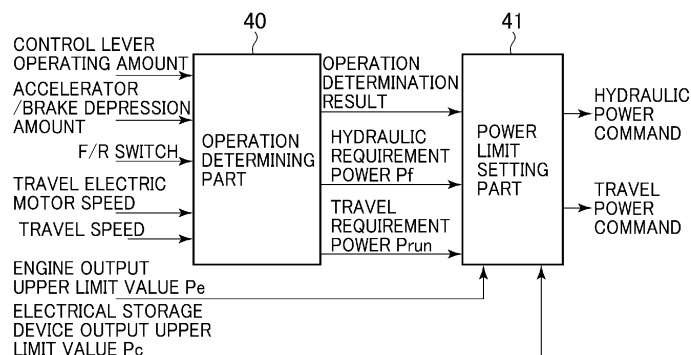 40
41
CONTROL LEVER
OPERATING AMOUNT
ACCELERATOR
/BRAKE DEPRESSION
AMOUNT
F/R SWITCH
TRAVEL ELECTRIC
MOTOR SPEED
TRAVEL SPEED
OPERATION
DETERMINING
PART
OPERATION
DETERMINATION
RESULT
HYDRAULIC
REQUIREMENT
POWER Pf
TRAVEL
REQUIREMENT
POWER Prun
POWER
LIMIT
SETTING
PART
HYDRAULIC
POWER
COMMAND
TRAVEL
POWER
COMMAND
ENGINE OUTPUT
UPPER LIMIT VALUE Pe
ELECTRICAL STORAGE
DEVICE OUTPUT UPPER
LIMIT VALUE Pc